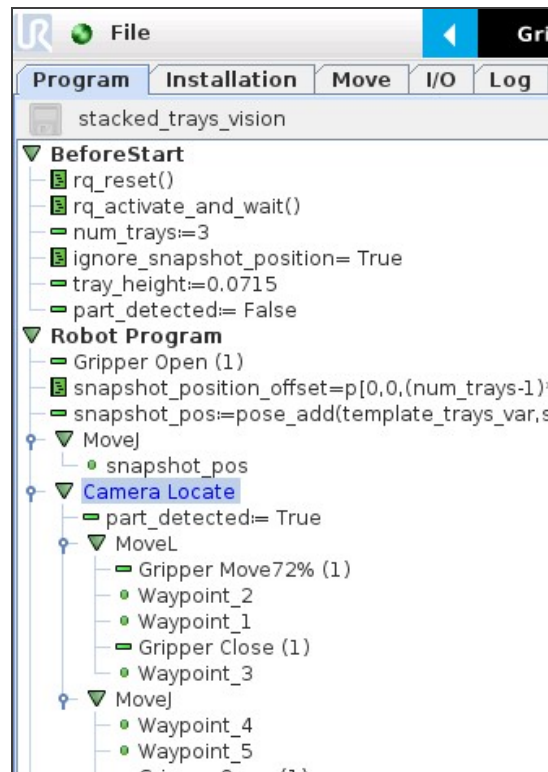 UR File Gri
Program Installation Move I/O Log
stacked_trays_vision
BeforeStart
rq_reset()
rq_activate_and_wait()
num_trays:=3
ignore_snapshot_position= True
tray_height:=0.0715
part_detected:= False
Robot Program
Gripper Open (1)
snapshot_position_offset=p[0,0,(num_trays-1)*
snapshot_pos:=pose_add(template_trays_var,s
MoveJ
snapshot_pos
Camera Locate
part_detected:= True
MoveL
Gripper Move72% (1)
Waypoint_2
Waypoint_1
Gripper Close (1)
Waypoint_3
MoveJ
Waypoint_4
Waypoint_5